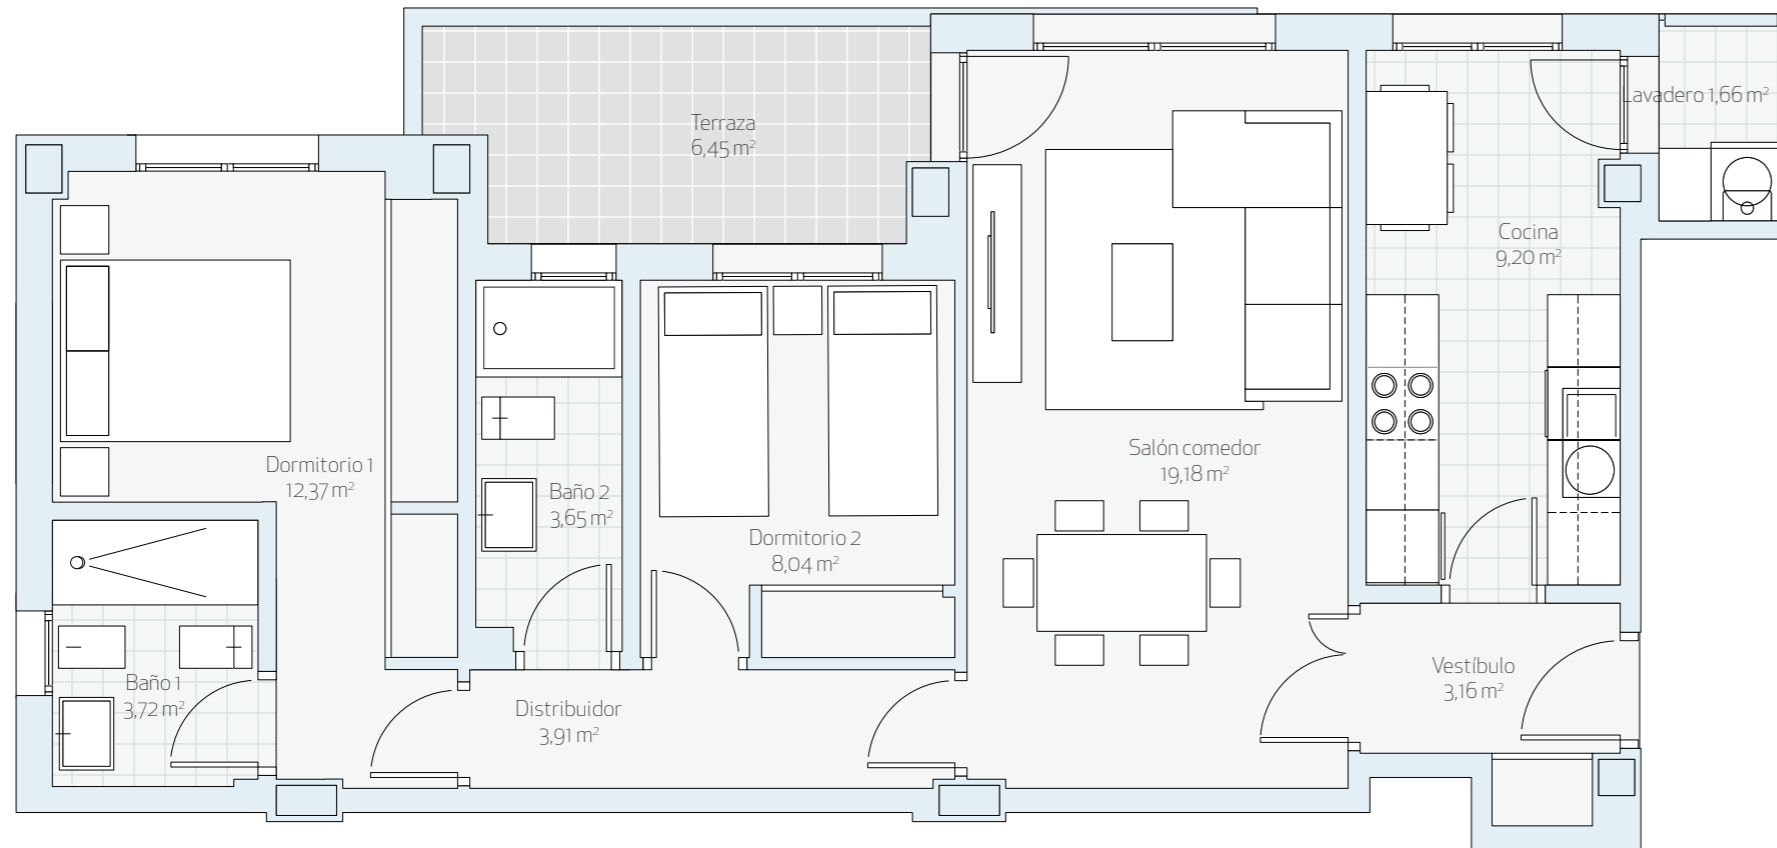 Terraza
6,45 m²
Lavadero 1,66 m²
Cocina
9,20 m²
Dormitorio 1
12,37 m²
Baño 2
3,65 m²
Dormitorio 2
8,04 m²
Salón comedor
19,18 m²
Baño 1
3,72 m²
Distribuidor
3,91 m²
Vestíbulo
3,16 m²